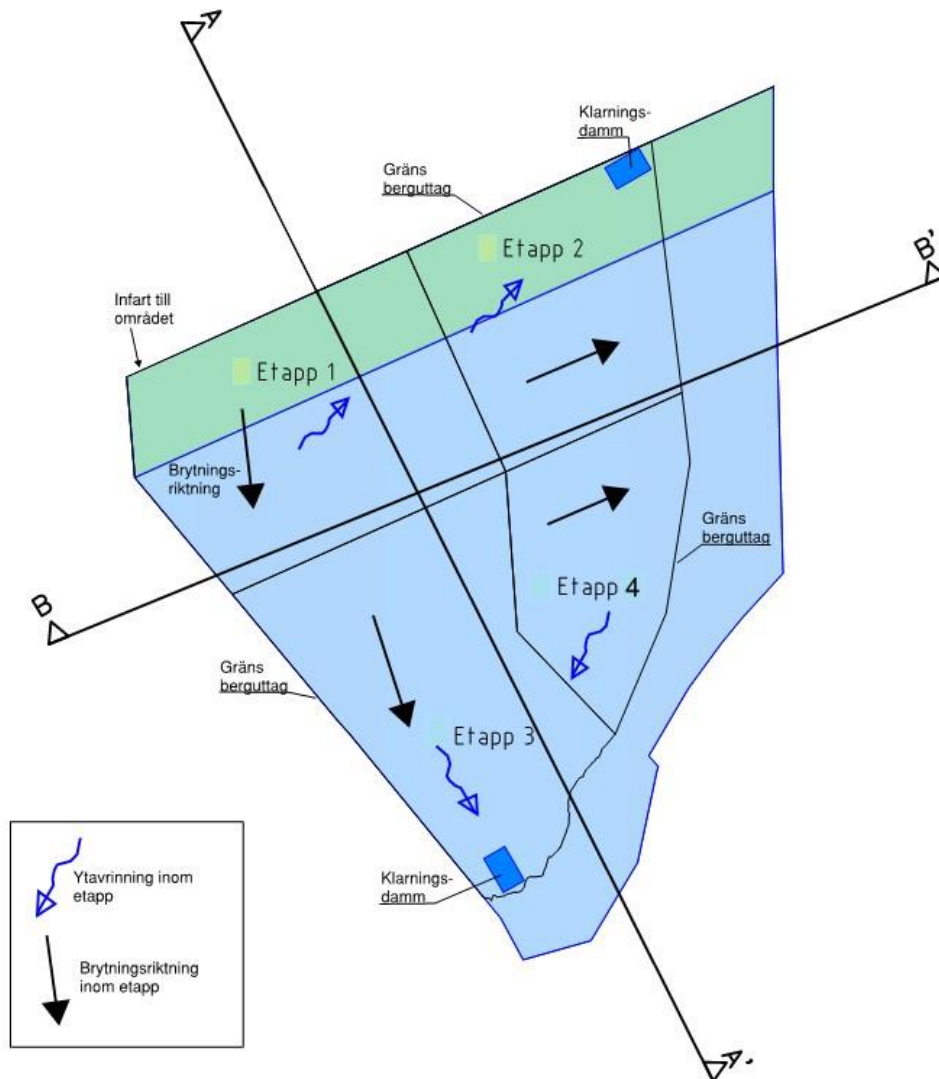 A
Klarnings-
damm
Gräns
berguttag
Etapp 2
B'
Infart till
området
Etapp 1
Brytnings-
riktning
Gräns
berguttag
B
Etapp 4
Gräns
berguttag
Etapp 3
Klarnings-
damm
Ytavrinning inom
etapp
Brytningsriktning
inom etapp
A'